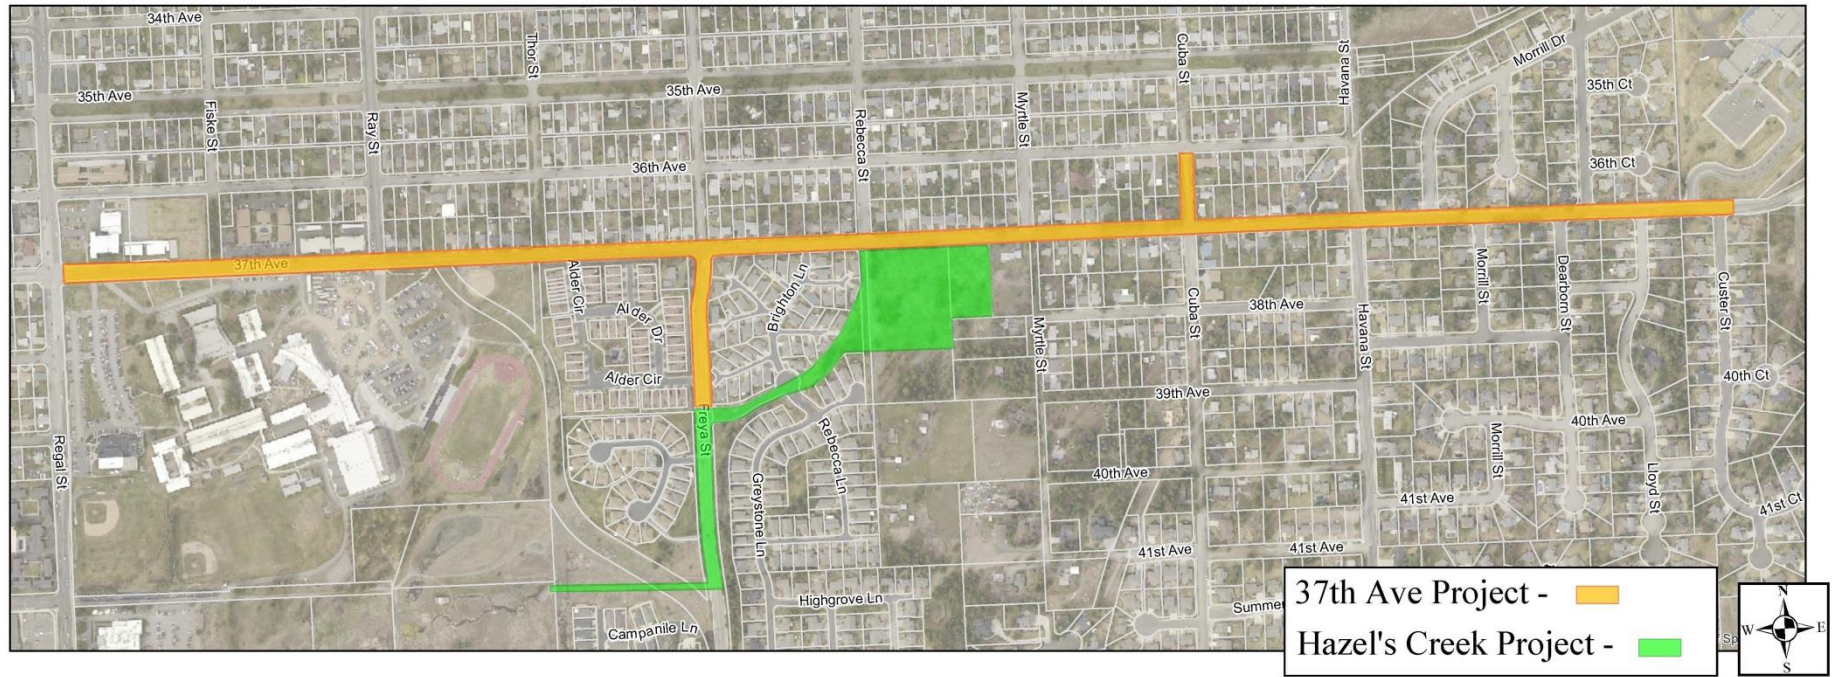 34th Ave
35th Ave
Fiske St
Ray St
Thor St
35th Ave
36th Ave
Rebecca St
Myrtle St
Cuba St
Havana St
Morrill Dr
35th Ct
36th Ct
37th Ave
Alder Cir
Alder Dr
Alder Cir
Brighton Ln
Freya St
Rebecca Ln
Greystone Ln
Highgrove Ln
Campanile Ln
Regal St
Myrtle St
38th Ave
Cuba St
Havana St
Morrill St
Dearborn St
Custer St
39th Ave
40th Ct
40th Ave
40th Ave
Morrill St
41st Ave
Lloyd St
41st Ct
41st Ave
41st Ave
Summer
Sp
37th Ave Project -
Hazel's Creek Project -
N
W E
S